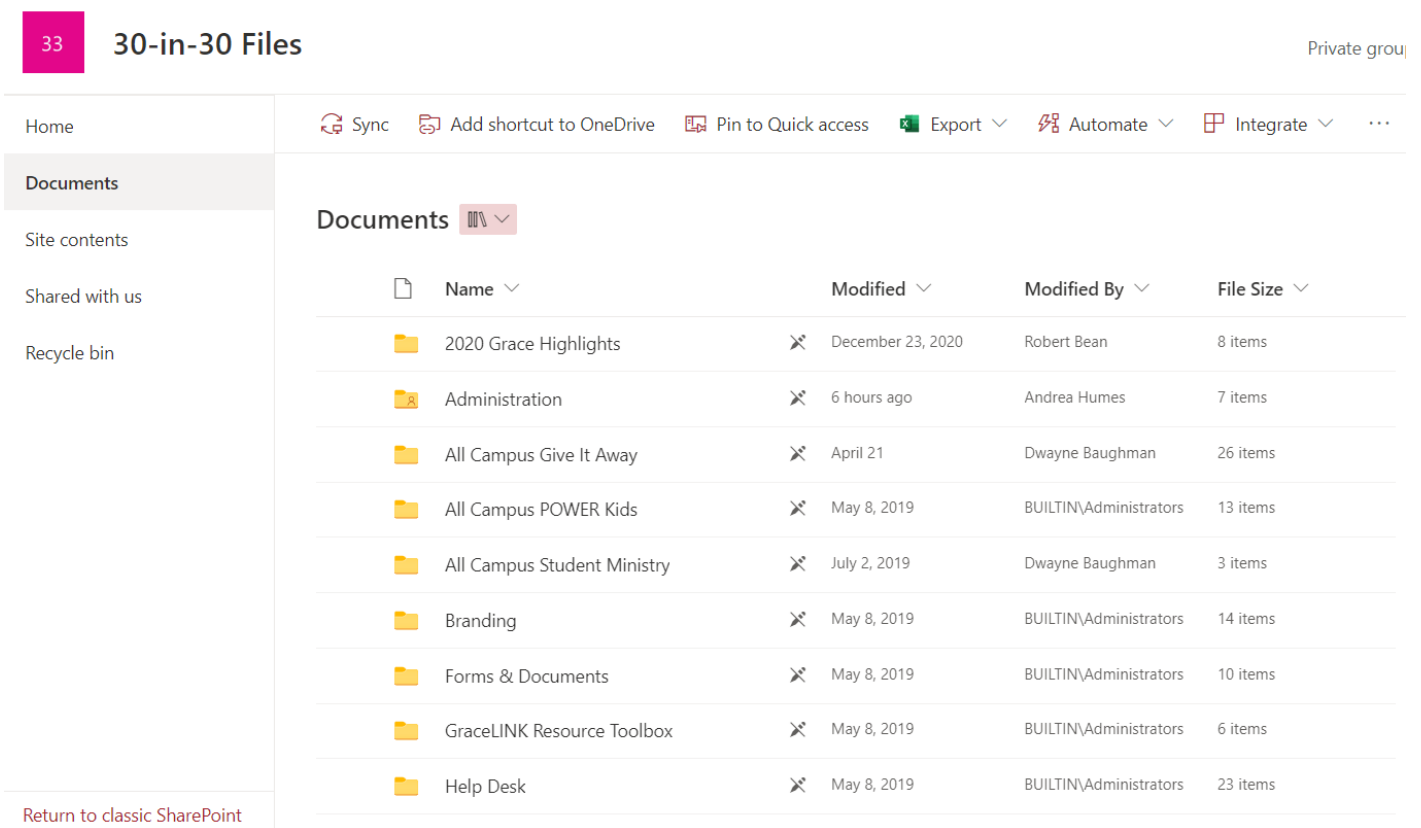 33
30-in-30 Files
Private group
Home
Documents
Site contents
Shared with us
Recycle bin
Return to classic SharePoint
Sync Add shortcut to OneDrive Pin to Quick access Export Automate Integrate ...
Documents
Name Modified Modified By File Size
2020 Grace Highlights December 23, 2020 Robert Bean 8 items
Administration 6 hours ago Andrea Humes 7 items
All Campus Give It Away April 21 Dwayne Baughman 26 items
All Campus POWER Kids May 8, 2019 BUILTIN\Administrators 13 items
All Campus Student Ministry July 2, 2019 Dwayne Baughman 3 items
Branding May 8, 2019 BUILTIN\Administrators 14 items
Forms & Documents May 8, 2019 BUILTIN\Administrators 10 items
GraceLINK Resource Toolbox May 8, 2019 BUILTIN\Administrators 6 items
Help Desk May 8, 2019 BUILTIN\Administrators 23 items